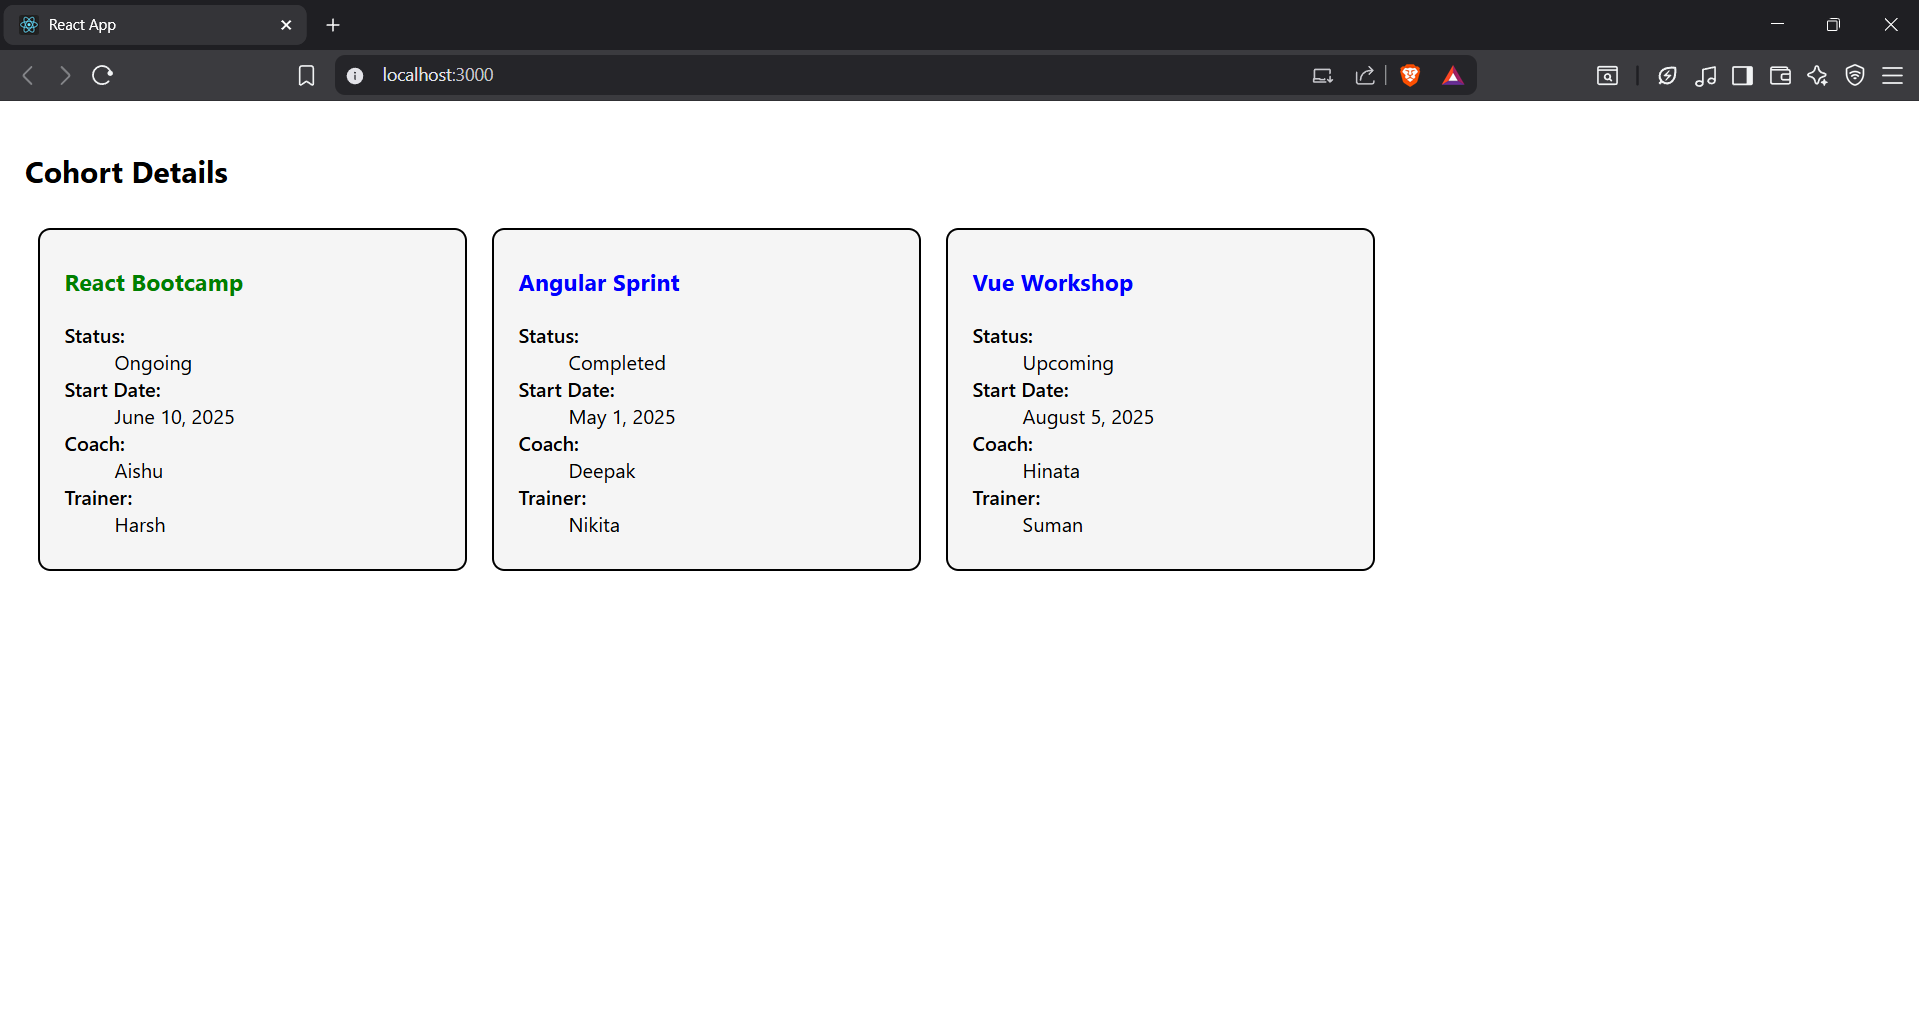 React App
localhost:3000
Cohort Details
React Bootcamp
Status:
Ongoing
Start Date:
June 10, 2025
Coach:
Aishu
Trainer:
Harsh
Angular Sprint
Status:
Completed
Start Date:
May 1, 2025
Coach:
Deepak
Trainer:
Nikita
Vue Workshop
Status:
Upcoming
Start Date:
August 5, 2025
Coach:
Hinata
Trainer:
Suman